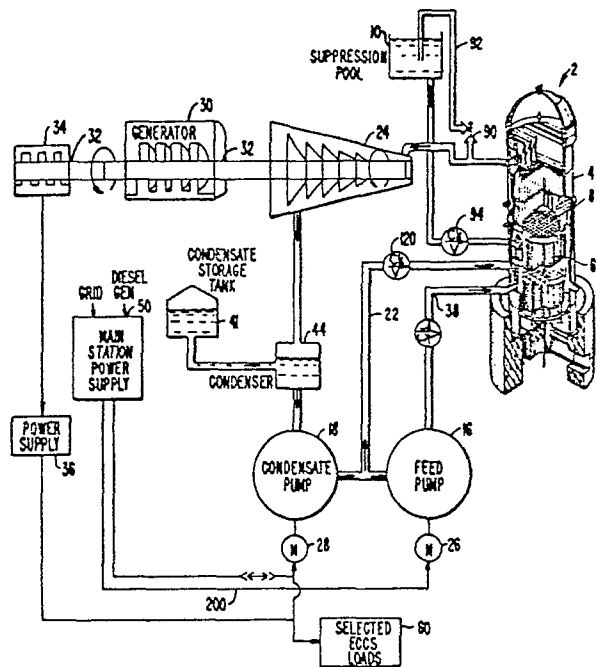 10
92
2
SUPPRESSION
POOL
30
34
32
GENERATOR
32
24
90
4
8
94
120
6
CONDENSATE
STORAGE
TANK
41
DIESEL
GEN
GRID
50
MAIN
STATION
POWER
SUPPLY
44
22
38
CONDENSER
18
16
POWER
SUPPLY
36
CONDENSATE
PUMP
FEED
PUMP
M
28
M
26
200
60
SELECTED
ECCS
LOADS